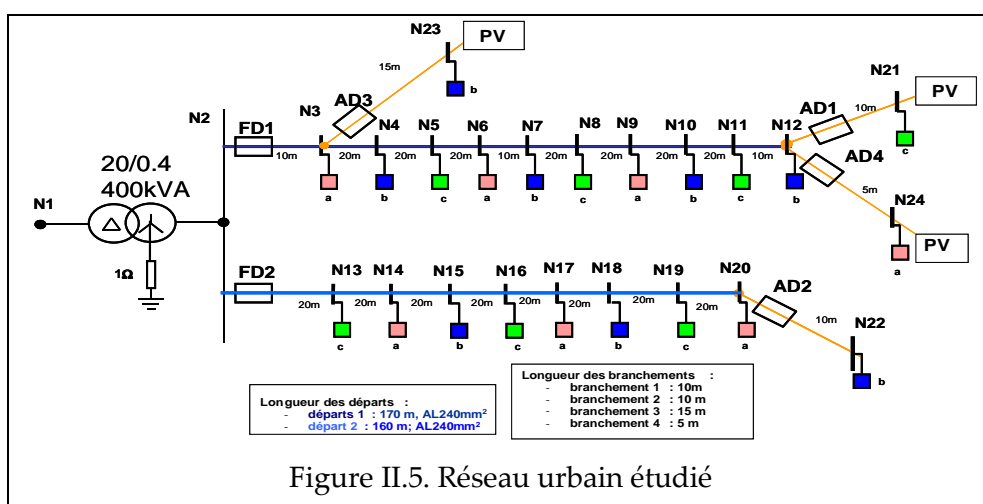 N23
PV
15m
b
AD3
N21
PV
10m
AD1
c
N2
FD1
10m
N3
N4
N5
N6
N7
N8
N9
N10
N11
N12
20m
20m
20m
10m
20m
20m
20m
20m
10m
a
b
c
a
b
c
a
b
c
b
AD4
5m
N24
PV
a
20/0.4
400kVA
N1
1Ω
FD2
N13
N14
N15
N16
N17
N18
N19
N20
20m
20m
20m
20m
20m
20m
20m
20m
c
a
b
c
a
b
c
a
AD2
10m
N22
b
Longueur des départs :
- départs 1 : 170 m, AL240mm²
- départ 2 : 160 m; AL240mm²
Longueur des branchements :
- branchement 1 : 10m
- branchement 2 : 10 m
- branchement 3 : 15 m
- branchement 4 : 5 m
Figure II.5. Réseau urbain étudié